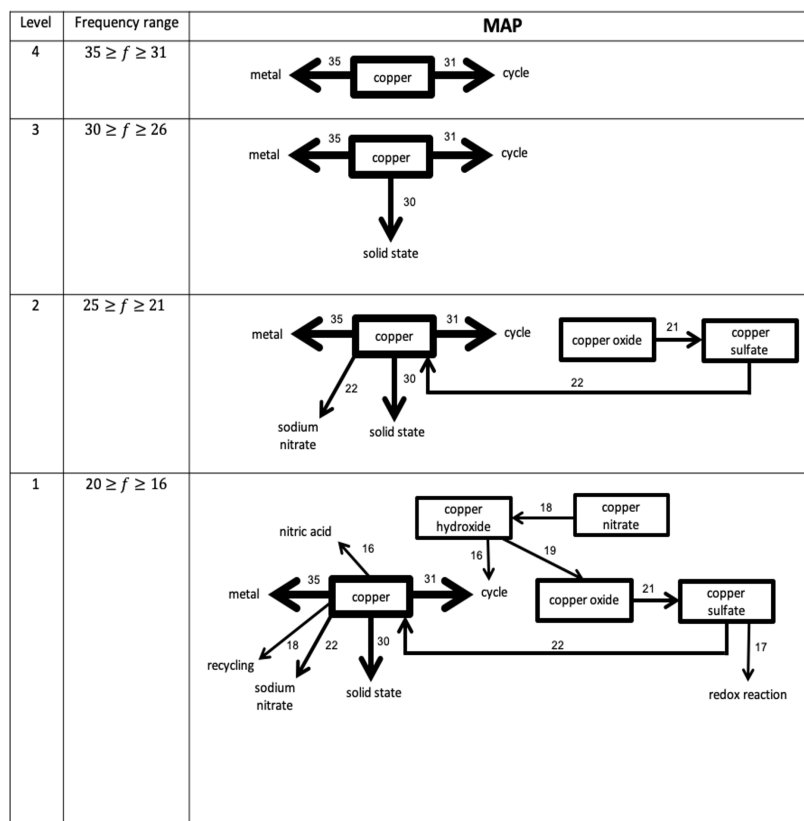 Level Frequency range MAP
4 35 ≥ f ≥ 31
35 31
metal copper cycle
3 30 ≥ f ≥ 26
35 31
metal copper cycle
30
solid state
2 25 ≥ f ≥ 21
35 31 21
metal copper cycle copper oxide copper
sulfate
22 30 22
sodium
nitrate
solid state
1 20 ≥ f ≥ 16
copper
hydroxide
18
copper
nitrate
nitric acid 16
16 19
35 31 21
metal copper cycle copper oxide copper
sulfate
18 22 30 22 17
recycling
sodium
nitrate
solid state
redox reaction